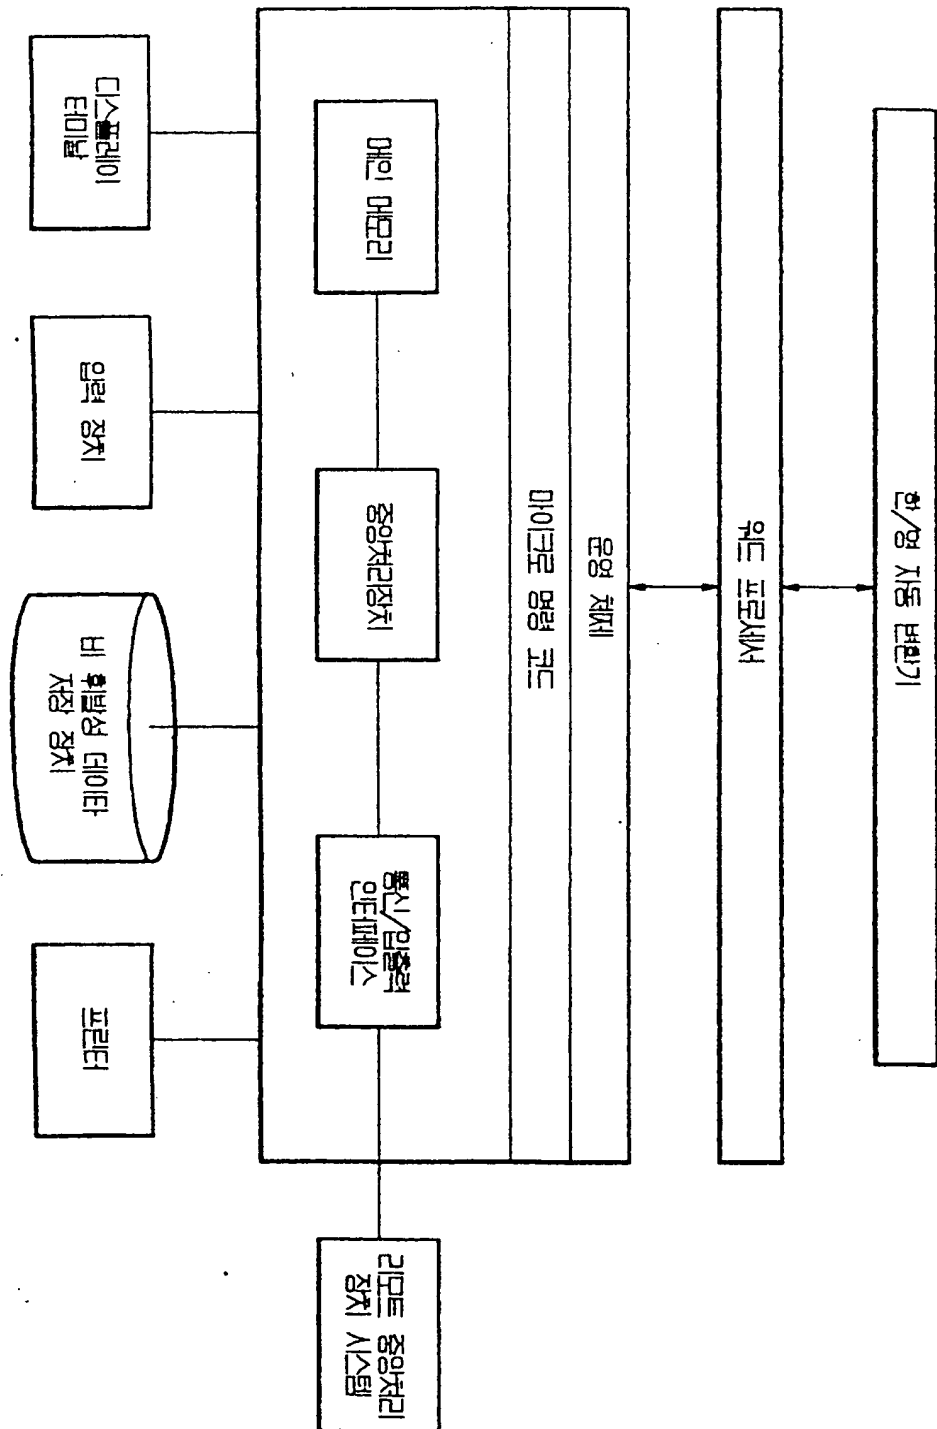 한/영 자동 변환기
워드 프로세서
운영 체제
마이크로 명령 코드
메인 메모리
중앙처리장치
통신/입출력
인터페이스
리모트 중앙처리
장치 시스템
디스플레이
터미날
입력 장치
비 휘발성 데이타
저장 장치
프린터